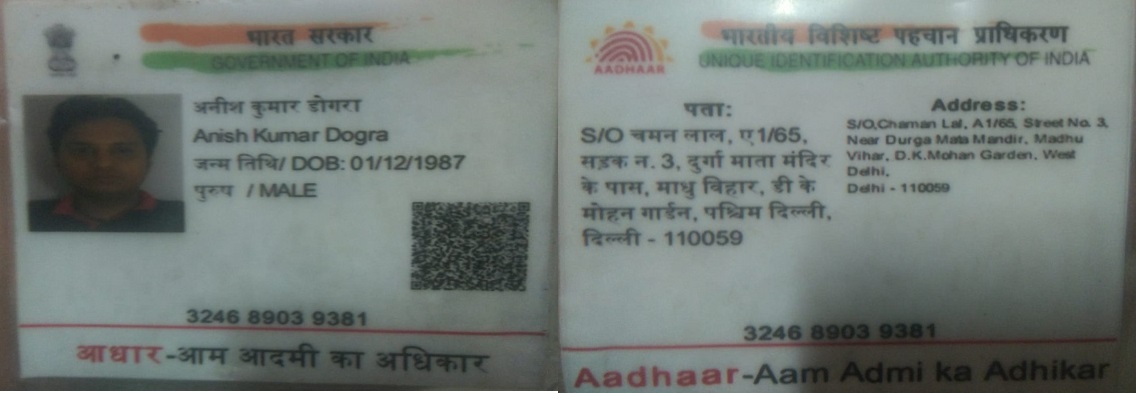 भारत सरकार
GOVERNMENT OF INDIA
अनीश कुमार डोगरा
Anish Kumar Dogra
जन्म तिथि/ DOB: 01/12/1987
पुरुष / MALE
3246 8903 9381
आधार-आम आदमी का अधिकार
AADHAAR
भारतीय विशिष्ट पहचान प्राधिकरण
UNIQUE IDENTIFICATION AUTHORITY OF INDIA
पता:
S/O चमन लाल, ए 1/65,
सड़क न. 3, दुर्गा माता मंदिर
के पास, माधु विहार, डी के
मोहन गार्डन, पश्चिम दिल्ली,
दिल्ली - 110059
Address:
S/O,Chaman Lal, A1/65, Street No. 3,
Near Durga Mata Mandir, Madhu
Vihar, D.K.Mohan Garden, West
Delhi,
Delhi - 110059
3246 8903 9381
Aadhaar-Aam Admi ka Adhikar